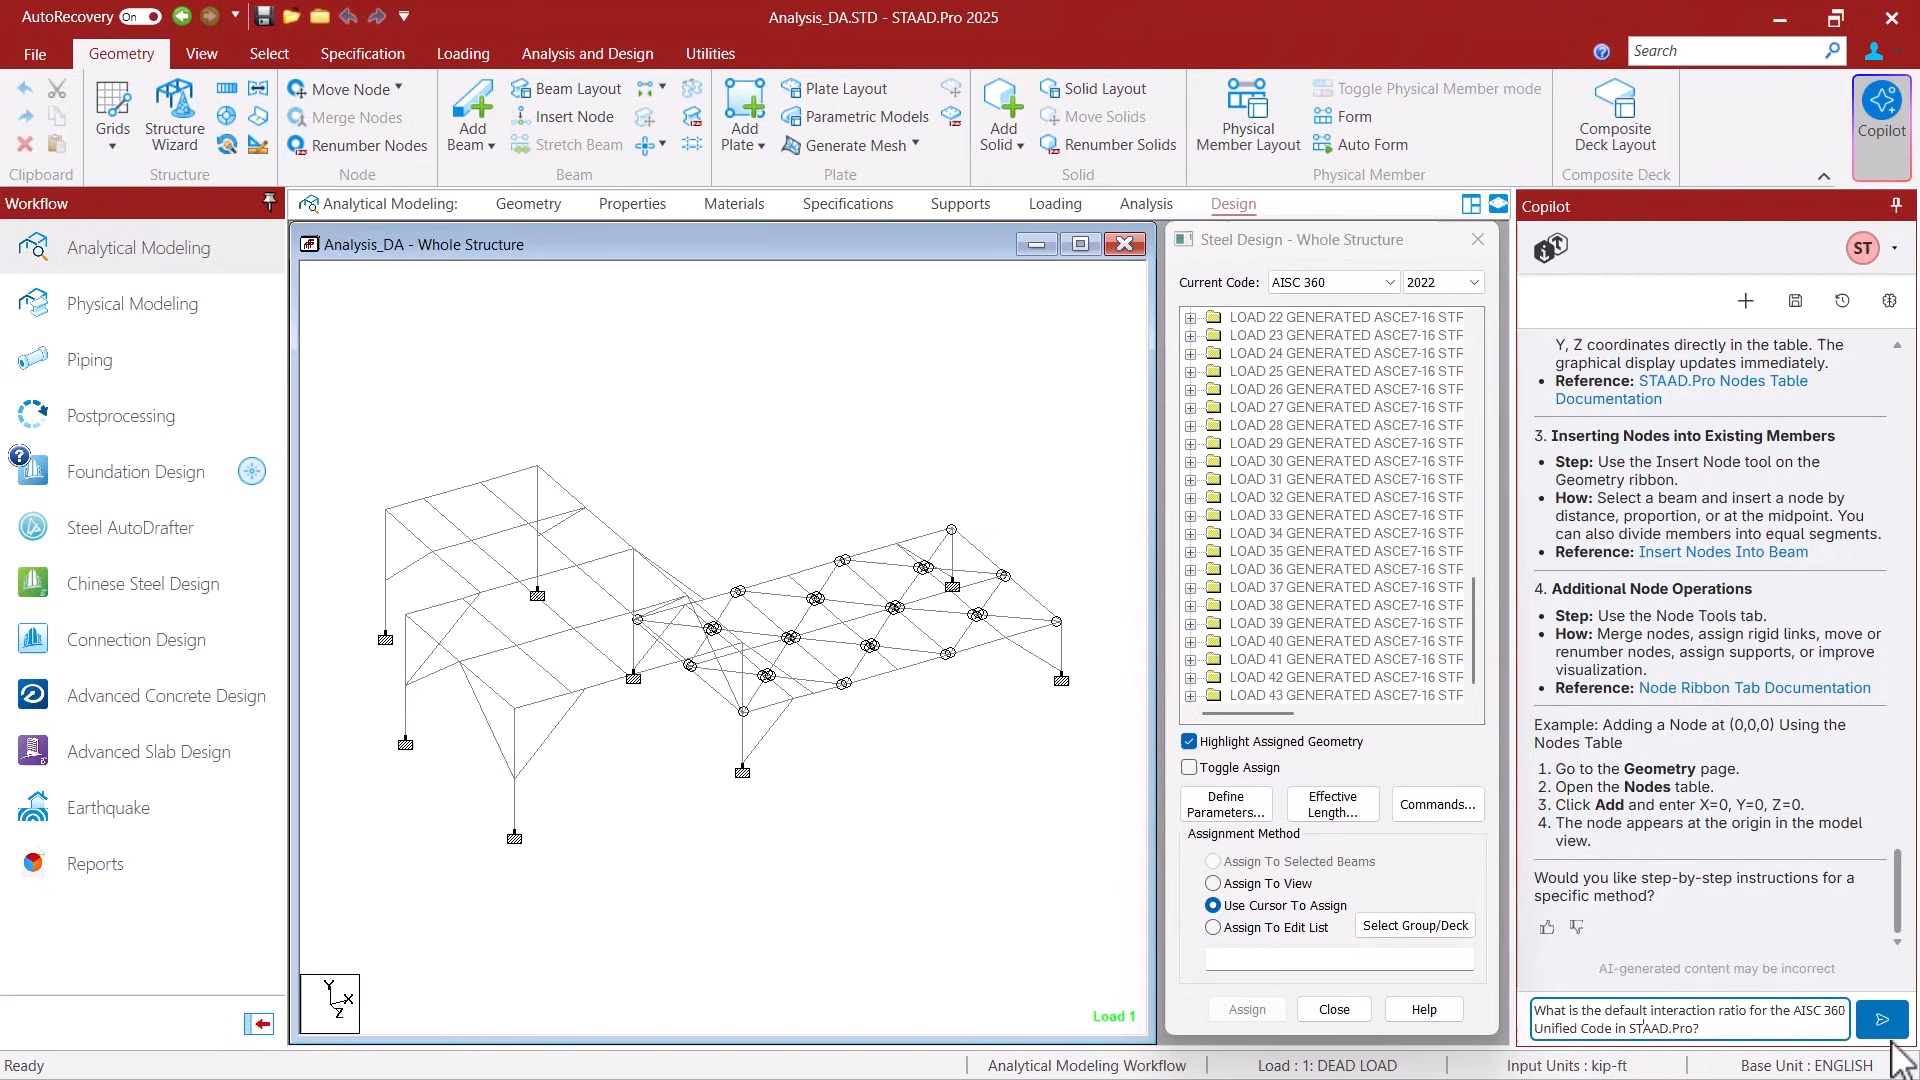 AutoRecovery On
Analysis_DA.STD - STAAD.Pro 2025
File
Geometry
View
Select
Specification
Loading
Analysis and Design
Utilities
Search
Grids
Structure
Wizard
Move Node
Merge Nodes
Renumber Nodes
Add
Beam
Beam Layout
Insert Node
Stretch Beam
Add
Plate
Plate Layout
Parametric Models
Generate Mesh
Add
Solid
Solid Layout
Move Solids
Renumber Solids
Physical
Member Layout
Toggle Physical Member mode
Form
Auto Form
Composite
Deck Layout
Copilot
Clipboard
Structure
Node
Beam
Plate
Solid
Physical Member
Composite Deck
Workflow
Analytical Modeling
Physical Modeling
Piping
Postprocessing
Foundation Design
Steel AutoDrafter
Chinese Steel Design
Connection Design
Advanced Concrete Design
Advanced Slab Design
Earthquake
Reports
Analytical Modeling:
Geometry
Properties
Materials
Specifications
Supports
Loading
Analysis
Design
Analysis_DA - Whole Structure
Y
X
Z
Load 1
Steel Design - Whole Structure
Current Code:
AISC 360
2022
LOAD 22 GENERATED ASCE7-16 STR
LOAD 23 GENERATED ASCE7-16 STR
LOAD 24 GENERATED ASCE7-16 STR
LOAD 25 GENERATED ASCE7-16 STR
LOAD 26 GENERATED ASCE7-16 STR
LOAD 27 GENERATED ASCE7-16 STR
LOAD 28 GENERATED ASCE7-16 STR
LOAD 29 GENERATED ASCE7-16 STR
LOAD 30 GENERATED ASCE7-16 STR
LOAD 31 GENERATED ASCE7-16 STR
LOAD 32 GENERATED ASCE7-16 STR
LOAD 33 GENERATED ASCE7-16 STR
LOAD 34 GENERATED ASCE7-16 STR
LOAD 35 GENERATED ASCE7-16 STR
LOAD 36 GENERATED ASCE7-16 STR
LOAD 37 GENERATED ASCE7-16 STR
LOAD 38 GENERATED ASCE7-16 STR
LOAD 39 GENERATED ASCE7-16 STR
LOAD 40 GENERATED ASCE7-16 STR
LOAD 41 GENERATED ASCE7-16 STR
LOAD 42 GENERATED ASCE7-16 STR
LOAD 43 GENERATED ASCE7-16 STR
Highlight Assigned Geometry
Toggle Assign
Define
Parameters...
Effective
Length...
Commands...
Assignment Method
Assign To Selected Beams
Assign To View
Use Cursor To Assign
Assign To Edit List
Select Group/Deck
Assign
Close
Help
Copilot
ST
Y, Z coordinates directly in the table. The
graphical display updates immediately.
• Reference: STAAD.Pro Nodes Table
Documentation
3. Inserting Nodes into Existing Members
• Step: Use the Insert Node tool on the
Geometry ribbon.
• How: Select a beam and insert a node by
distance, proportion, or at the midpoint. You
can also divide members into equal segments.
• Reference: Insert Nodes Into Beam
4. Additional Node Operations
• Step: Use the Node Tools tab.
• How: Merge nodes, assign rigid links, move or
renumber nodes, assign supports, or improve
visualization.
• Reference: Node Ribbon Tab Documentation
Example: Adding a Node at (0,0,0) Using the
Nodes Table
1. Go to the Geometry page.
2. Open the Nodes table.
3. Click Add and enter X=0, Y=0, Z=0.
4. The node appears at the origin in the model
view.
Would you like step-by-step instructions for a
specific method?
AI-generated content may be incorrect
What is the default interaction ratio for the AISC 360
Unified Code in STAAD.Pro?
Ready
Analytical Modeling Workflow
Load : 1: DEAD LOAD
Input Units : kip-ft
Base Unit : ENGLISH